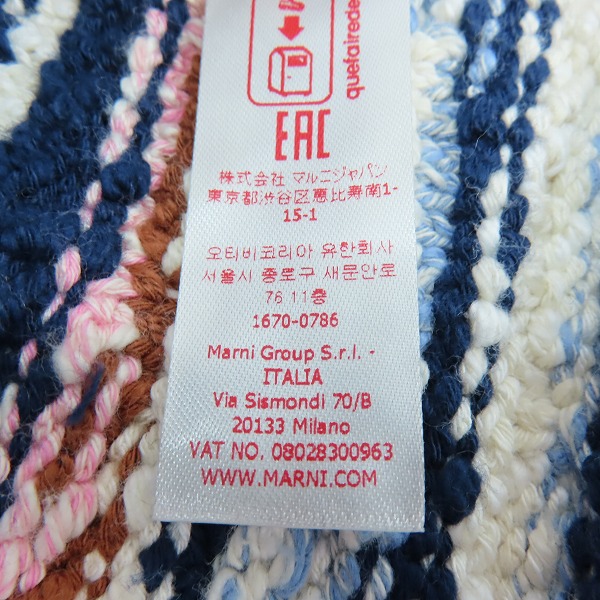 quefairede
EAC
株式会社 マルニジャパン
東京都渋谷区恵比寿南1-
15-1
오티비코리아 유한회사
서울시 종로구 새문안로
76 11층
1670-0786
Marni Group S.r.l. -
ITALIA
Via Sismondi 70/B
20133 Milano
VAT NO. 08028300963
WWW.MARNI.COM